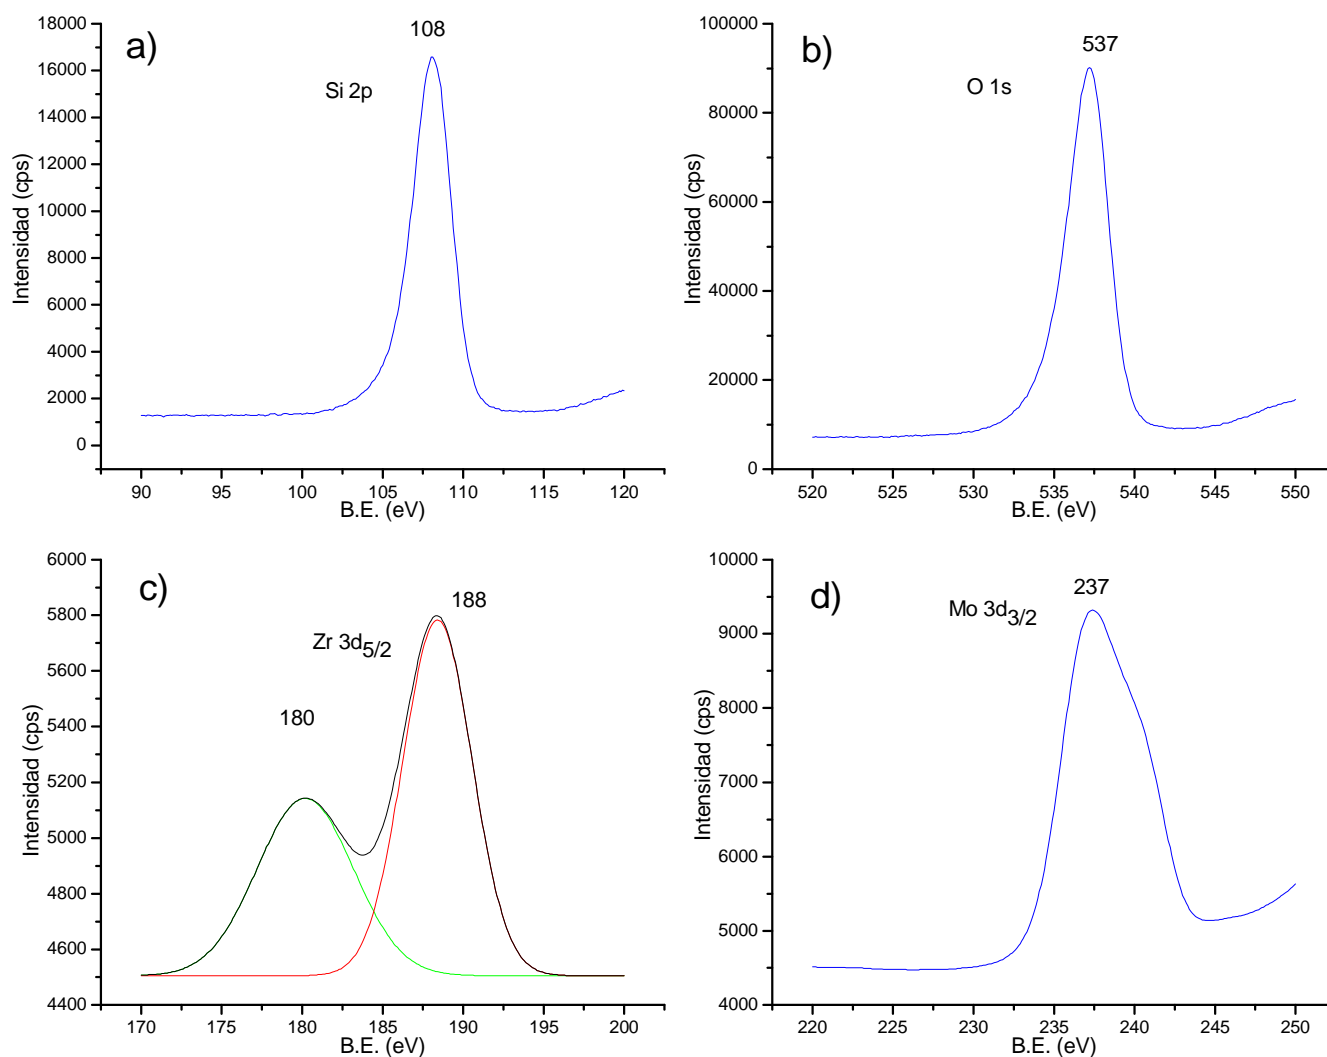 a)
108
Si 2p
Intensidad (cps)
18000
16000
14000
12000
10000
8000
6000
4000
2000
0
90 95 100 105 110 115 120
B.E. (eV)
b)
537
O 1s
Intensidad (cps)
100000
80000
60000
40000
20000
0
520 525 530 535 540 545 550
B.E. (eV)
c)
188
Zr 3d5/2
180
Intensidad (cps)
6000
5800
5600
5400
5200
5000
4800
4600
4400
170 175 180 185 190 195 200
B.E. (eV)
d)
237
Mo 3d3/2
Intensidad (cps)
10000
9000
8000
7000
6000
5000
4000
220 225 230 235 240 245 250
B.E. (eV)